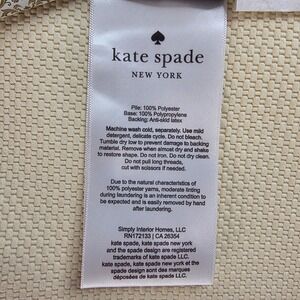 kate spade
NEW YORK
Pile: 100% Polyester
Base: 100% Polypropylene
Backing: Anti-skid latex
Machine wash cold, separately. Use mild
detergent, delicate cycle. Do not bleach.
Tumble dry low to prevent damage to backing
material. Remove when almost dry and shake
to restore shape. Do not iron. Do not dry clean.
Do not pull long threads,
cut with scissors if needed.
Due to the natural characteristics of
100% polyester yarns, moderate linting
during laundering is an inherent condition to
be expected and is easily removed by hand
after laundering.
Simply Interior Homes, LLC
RN172133 | CA 26354
kate spade, kate spade new york
and the spade design are registered
trademarks of kate spade LLC.
kate spade, kate spade new york et le
spade design sont des marques
déposées de kate spade LLC.